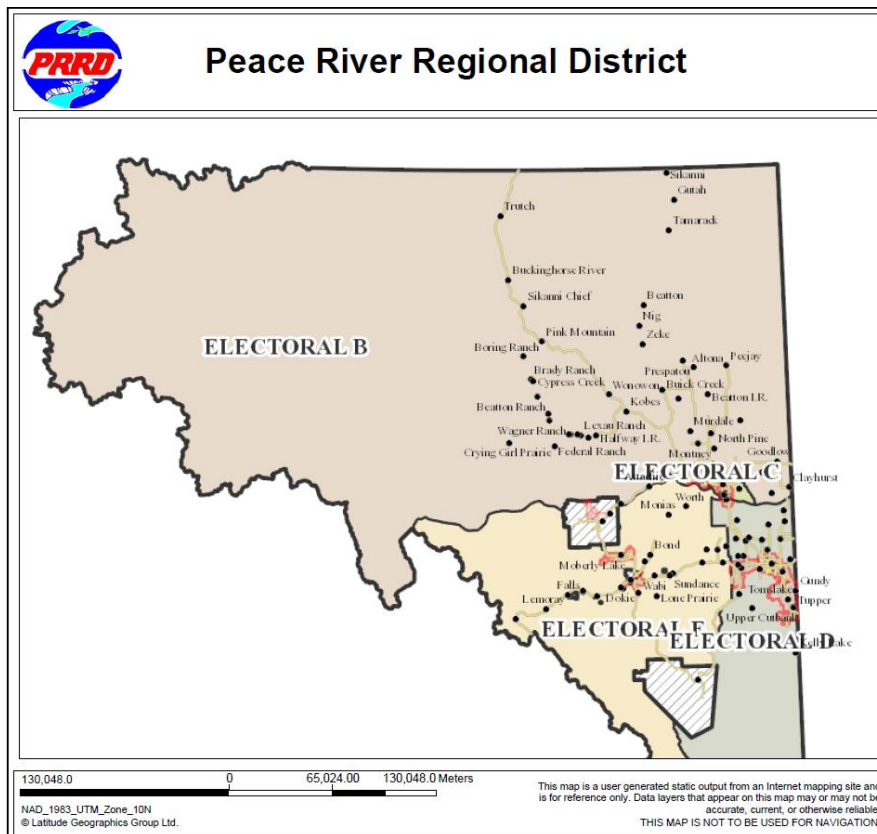 PRRD
Peace River Regional District
Sikanni
Gutah
Trutch
Tamarack
Buckinghorse River
Sikanni Chief
Beatton
Nig
Zeke
Pink Mountain
ELECTORAL B
Boring Ranch
Altona
Peejay
Prespatou
Brady Ranch
Cypress Creek
Wonowon
Buick Creek
Beatton I.R.
Beatton Ranch
Kobes
Lexau Ranch
Murdale
Wagner Ranch
Halfway I.R.
North Pine
Crying Girl Prairie
Federal Ranch
Montney
Goodlow
ELECTORAL C
Clayhurst
Worth
Monias
Bond
Moberly Lake
Falls
Wabi
Sundance
Gundy
Lemoray
Dokie
Lone Prairie
Tomslake
Tupper
Upper Cutbank
ELECTORAL E
ELECTORAL D
Kelly Lake
130,048.0
0
65,024.00
130,048.0 Meters
NAD_1983_UTM_Zone_10N
© Latitude Geographics Group Ltd.
This map is a user generated static output from an Internet mapping site and
is for reference only. Data layers that appear on this map may or may not be
accurate, current, or otherwise reliable.
THIS MAP IS NOT TO BE USED FOR NAVIGATION